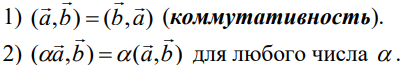 1) (a⃗,b⃗) = (b⃗,a⃗) (коммутативность).
2) (αa⃗,b⃗) = α(a⃗,b⃗) для любого числа α.